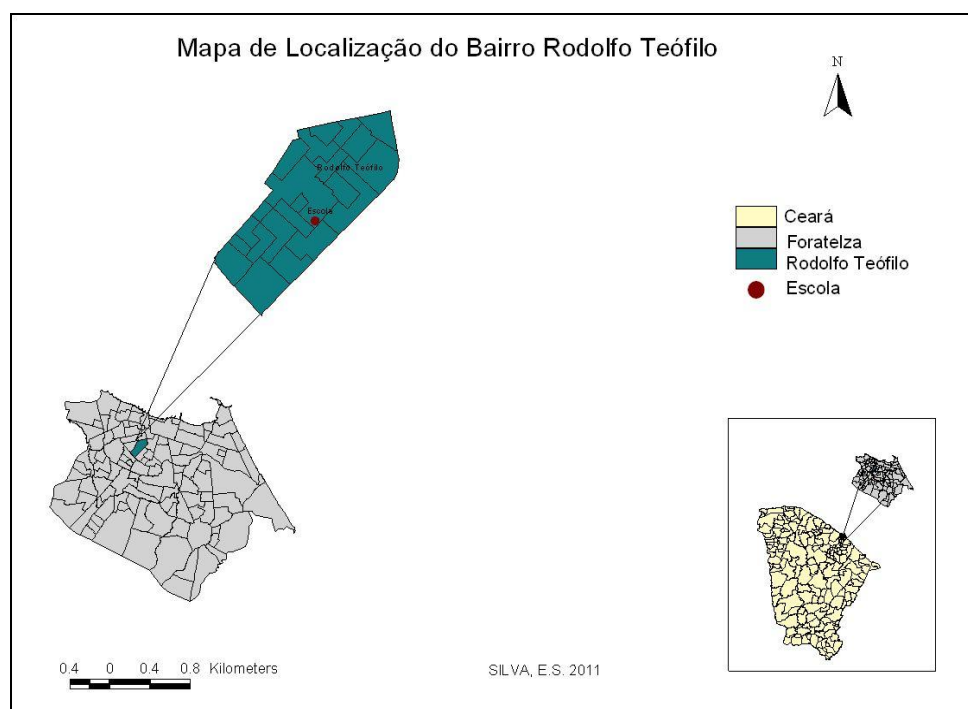 Mapa de Localização do Bairro Rodolfo Teófilo
N
Rodolfo Teófilo
Escola
Ceará
Foratelza
Rodolfo Teófilo
Escola
0.4 0 0.4 0.8 Kilometers
SILVA, E.S. 2011